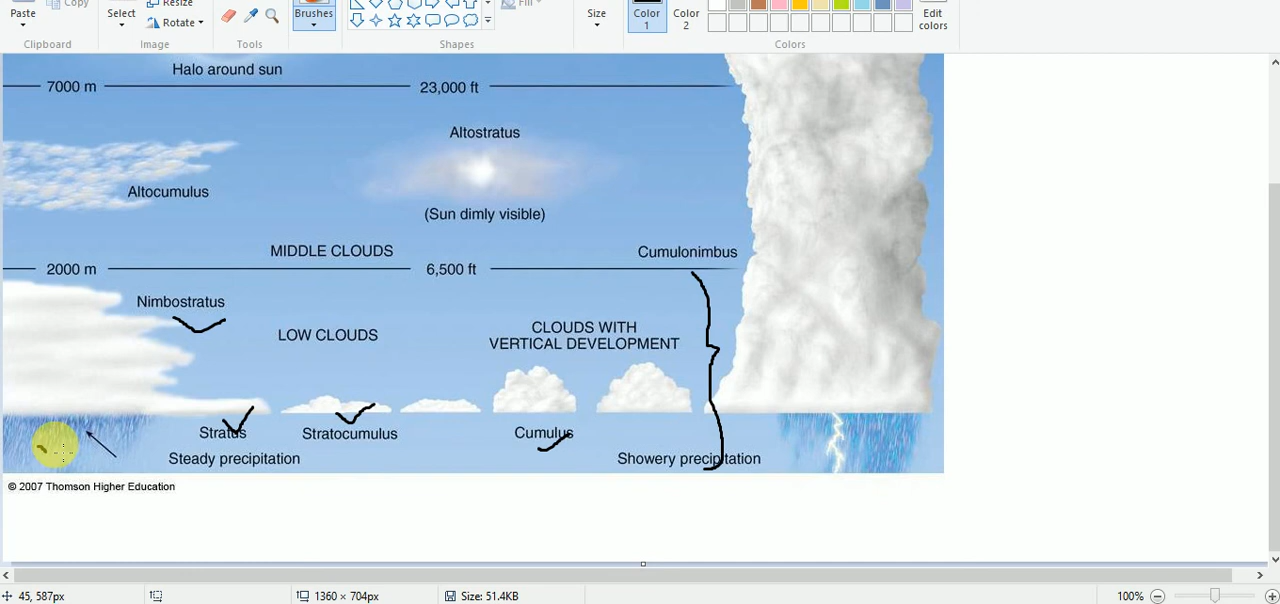 Paste
Copy
Select
Resize
Rotate
Brushes
Fill
Size
Color 1
Color 2
Edit colors
Clipboard
Image
Tools
Shapes
Colors
Halo around sun
7000 m
23,000 ft
Altostratus
Altocumulus
(Sun dimly visible)
MIDDLE CLOUDS
Cumulonimbus
2000 m
6,500 ft
Nimbostratus
LOW CLOUDS
CLOUDS WITH
VERTICAL DEVELOPMENT
Stratus
Stratocumulus
Cumulus
Steady precipitation
Showery precipitation
© 2007 Thomson Higher Education
45, 587px
1360 × 704px
Size: 51.4KB
100%